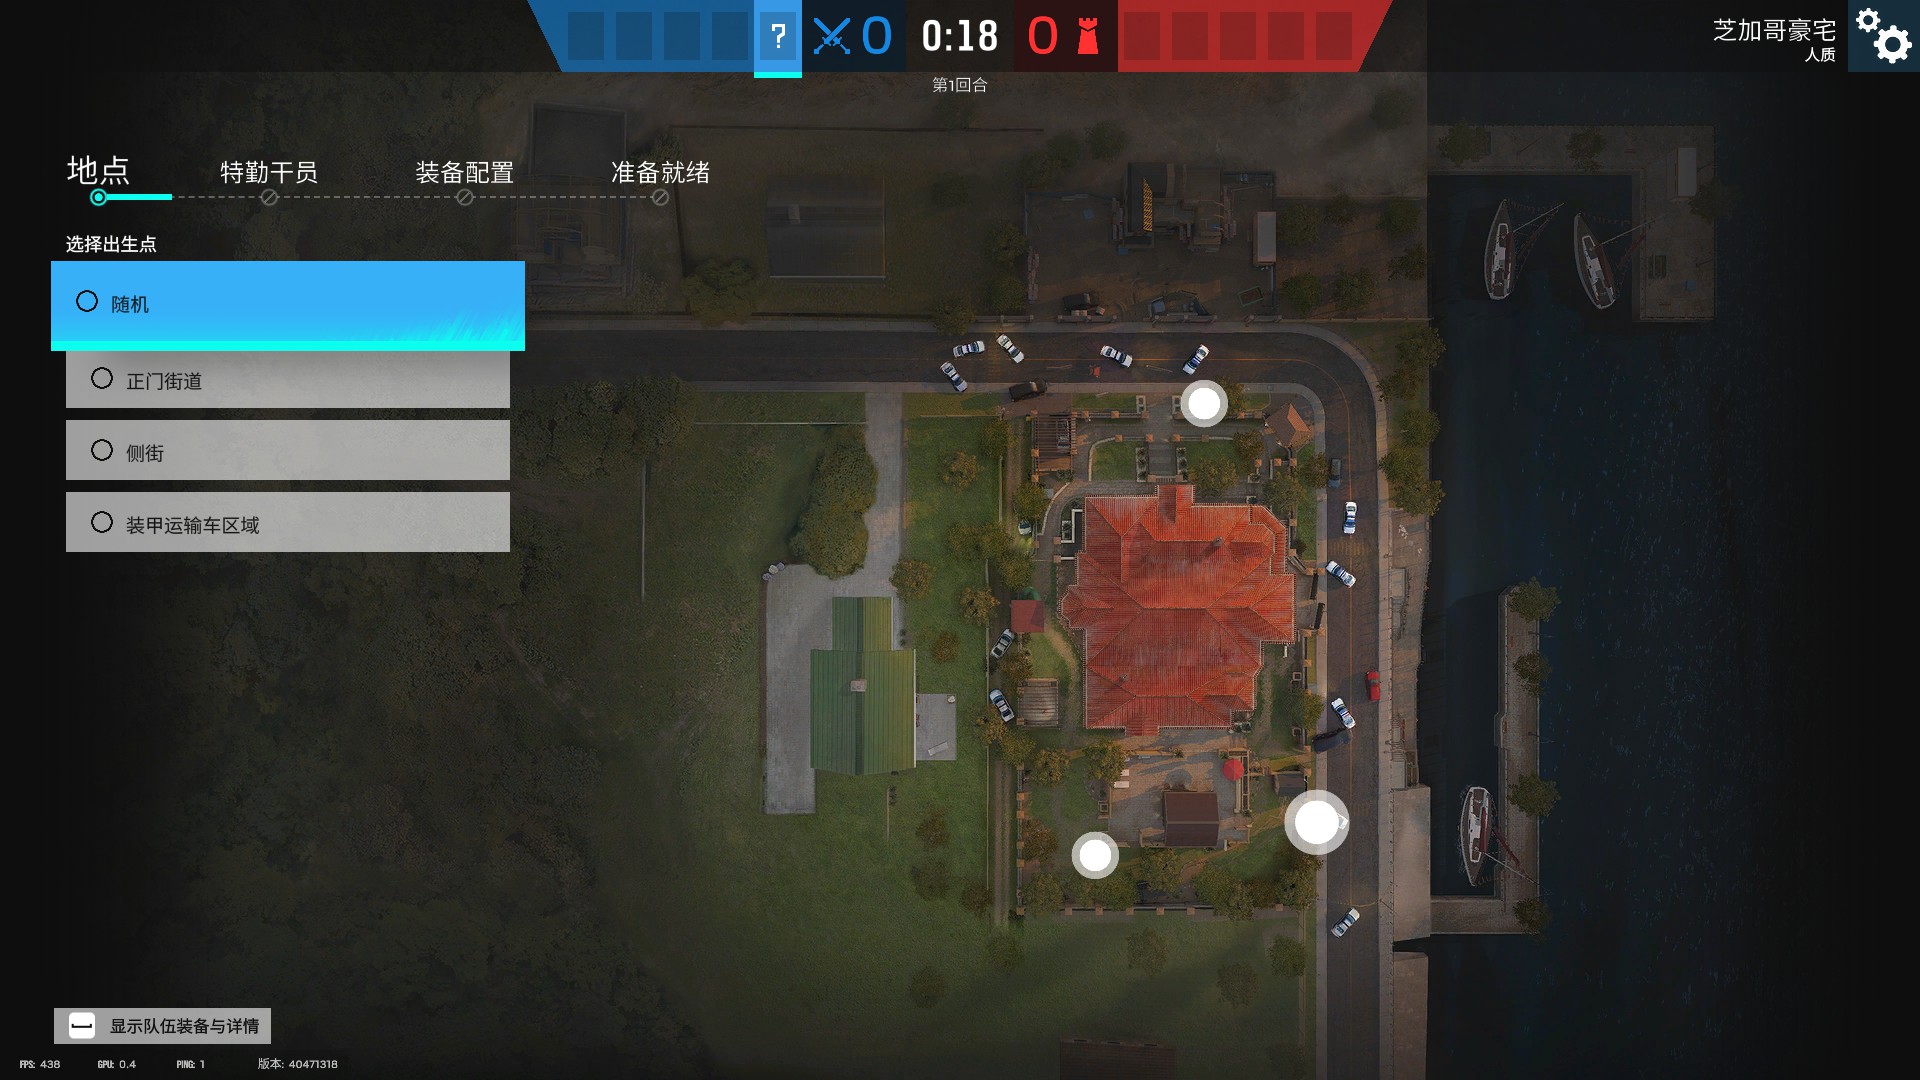 ?
0
0:18
0
第1回合
芝加哥豪宅
人质
地点
特勤干员
装备配置
准备就绪
选择出生点
随机
正门街道
侧街
装甲运输车区域
显示队伍装备与详情
FPS: 438
GPU: 0.4
PING: 1
版本: 40471318